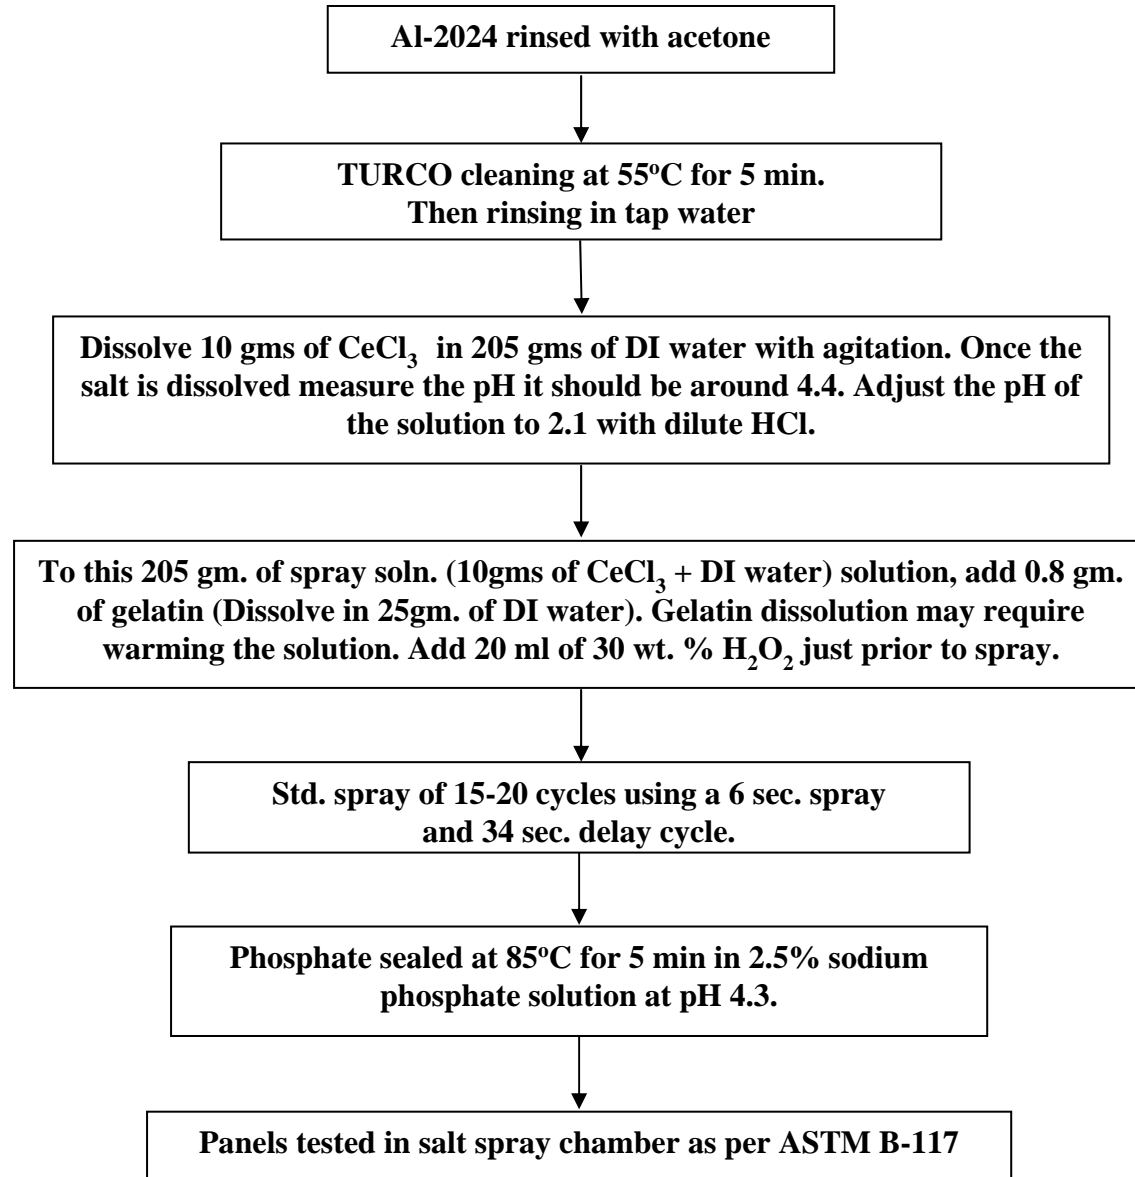 Al-2024 rinsed with acetone
TURCO cleaning at 55ºC for 5 min.
Then rinsing in tap water
Dissolve 10 gms of CeCl₃ in 205 gms of DI water with agitation. Once the
salt is dissolved measure the pH it should be around 4.4. Adjust the pH of
the solution to 2.1 with dilute HCl.
To this 205 gm. of spray soln. (10gms of CeCl₃ + DI water) solution, add 0.8 gm.
of gelatin (Dissolve in 25gm. of DI water). Gelatin dissolution may require
warming the solution. Add 20 ml of 30 wt. % H₂O₂ just prior to spray.
Std. spray of 15-20 cycles using a 6 sec. spray
and 34 sec. delay cycle.
Phosphate sealed at 85ºC for 5 min in 2.5% sodium
phosphate solution at pH 4.3.
Panels tested in salt spray chamber as per ASTM B-117